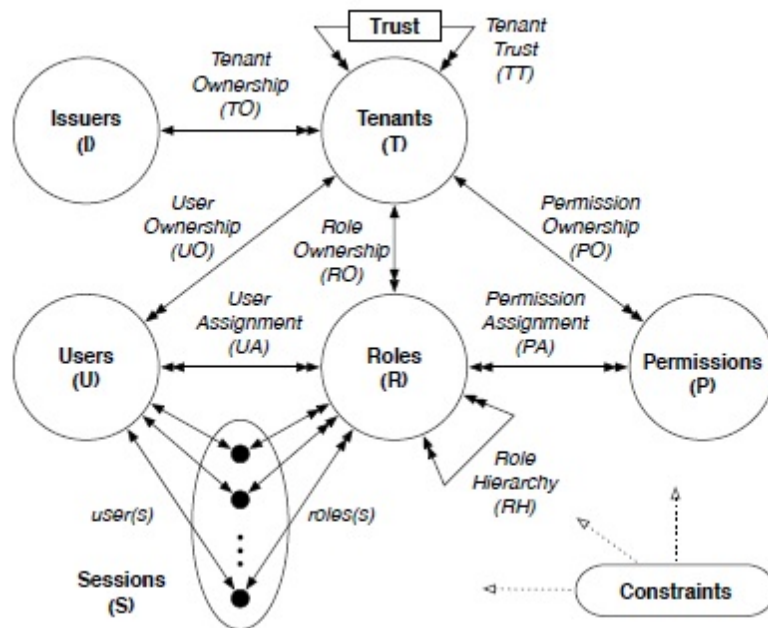 Trust
Tenant
Trust
(TT)
Tenant
Ownership
(TO)
Issuers
(I)
Tenants
(T)
User
Ownership
(UO)
Role
Ownership
(RO)
Permission
Ownership
(PO)
User
Assignment
(UA)
Permission
Assignment
(PA)
Users
(U)
Roles
(R)
Permissions
(P)
Role
Hierarchy
(RH)
user(s)
roles(s)
Sessions
(S)
Constraints